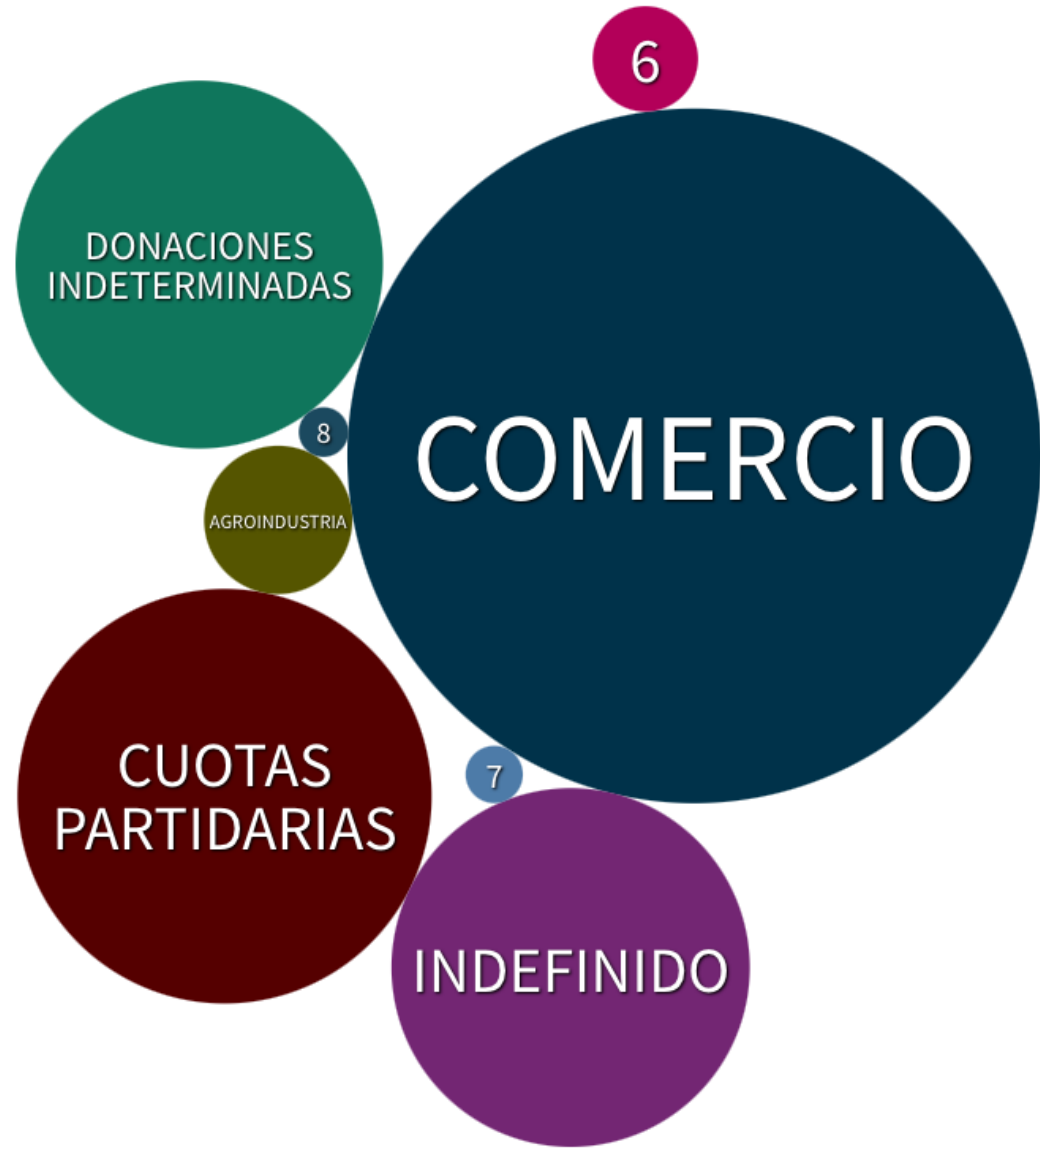 6
DONACIONES
INDETERMINADAS
COMERCIO
8
AGROINDUSTRIA
CUOTAS
PARTIDARIAS
7
INDEFINIDO